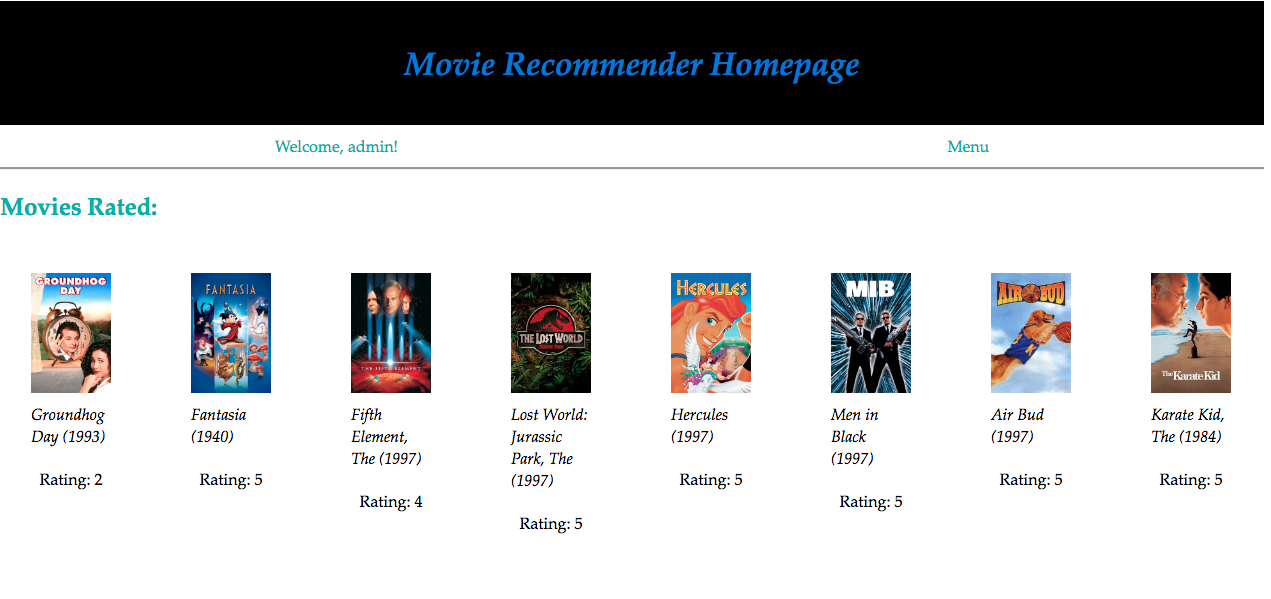 Movie Recommender Homepage
Welcome, admin!
Menu
Movies Rated:
GROUNDHOG
DAY
Groundhog
Day (1993)
Rating: 2
FANTASIA
Fantasia
(1940)
Rating: 5
THE FIFTH ELEMENT
Fifth
Element,
The (1997)
Rating: 4
THE LOST WORLD
JURASSIC PARK
Lost World:
Jurassic
Park, The
(1997)
Rating: 5
HERCULES
Hercules
(1997)
Rating: 5
MIB
Men in
Black
(1997)
Rating: 5
AIR BUD
Air Bud
(1997)
Rating: 5
The Karate Kid
Karate Kid,
The (1984)
Rating: 5